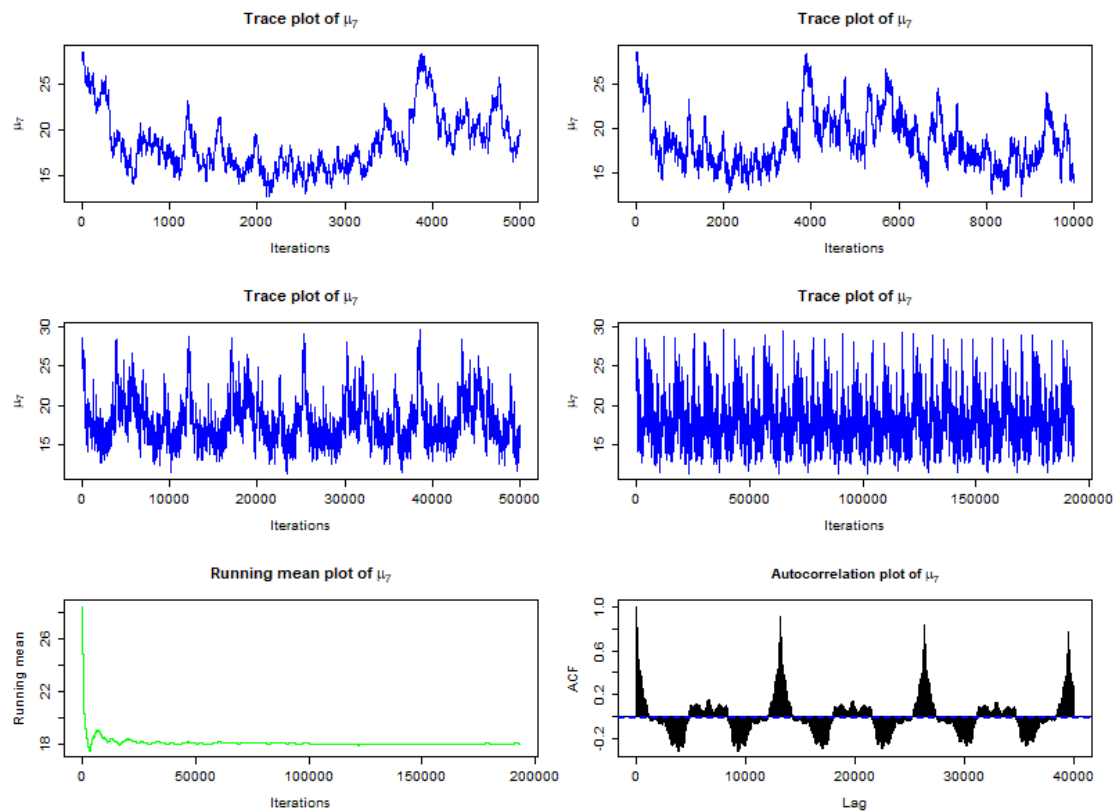 Trace plot of μ₇
μ₇
25
20
15
0 1000 2000 3000 4000 5000
Iterations
Trace plot of μ₇
μ₇
25
20
15
0 2000 4000 6000 8000 10000
Iterations
Trace plot of μ₇
μ₇
30
25
20
15
0 10000 20000 30000 40000 50000
Iterations
Trace plot of μ₇
μ₇
30
25
20
15
0 50000 100000 150000 200000
Iterations
Running mean plot of μ₇
Running mean
26
22
18
0 50000 100000 150000 200000
Iterations
Autocorrelation plot of μ₇
ACF
1.0
0.6
0.2
-0.2
0 10000 20000 30000 40000
Lag